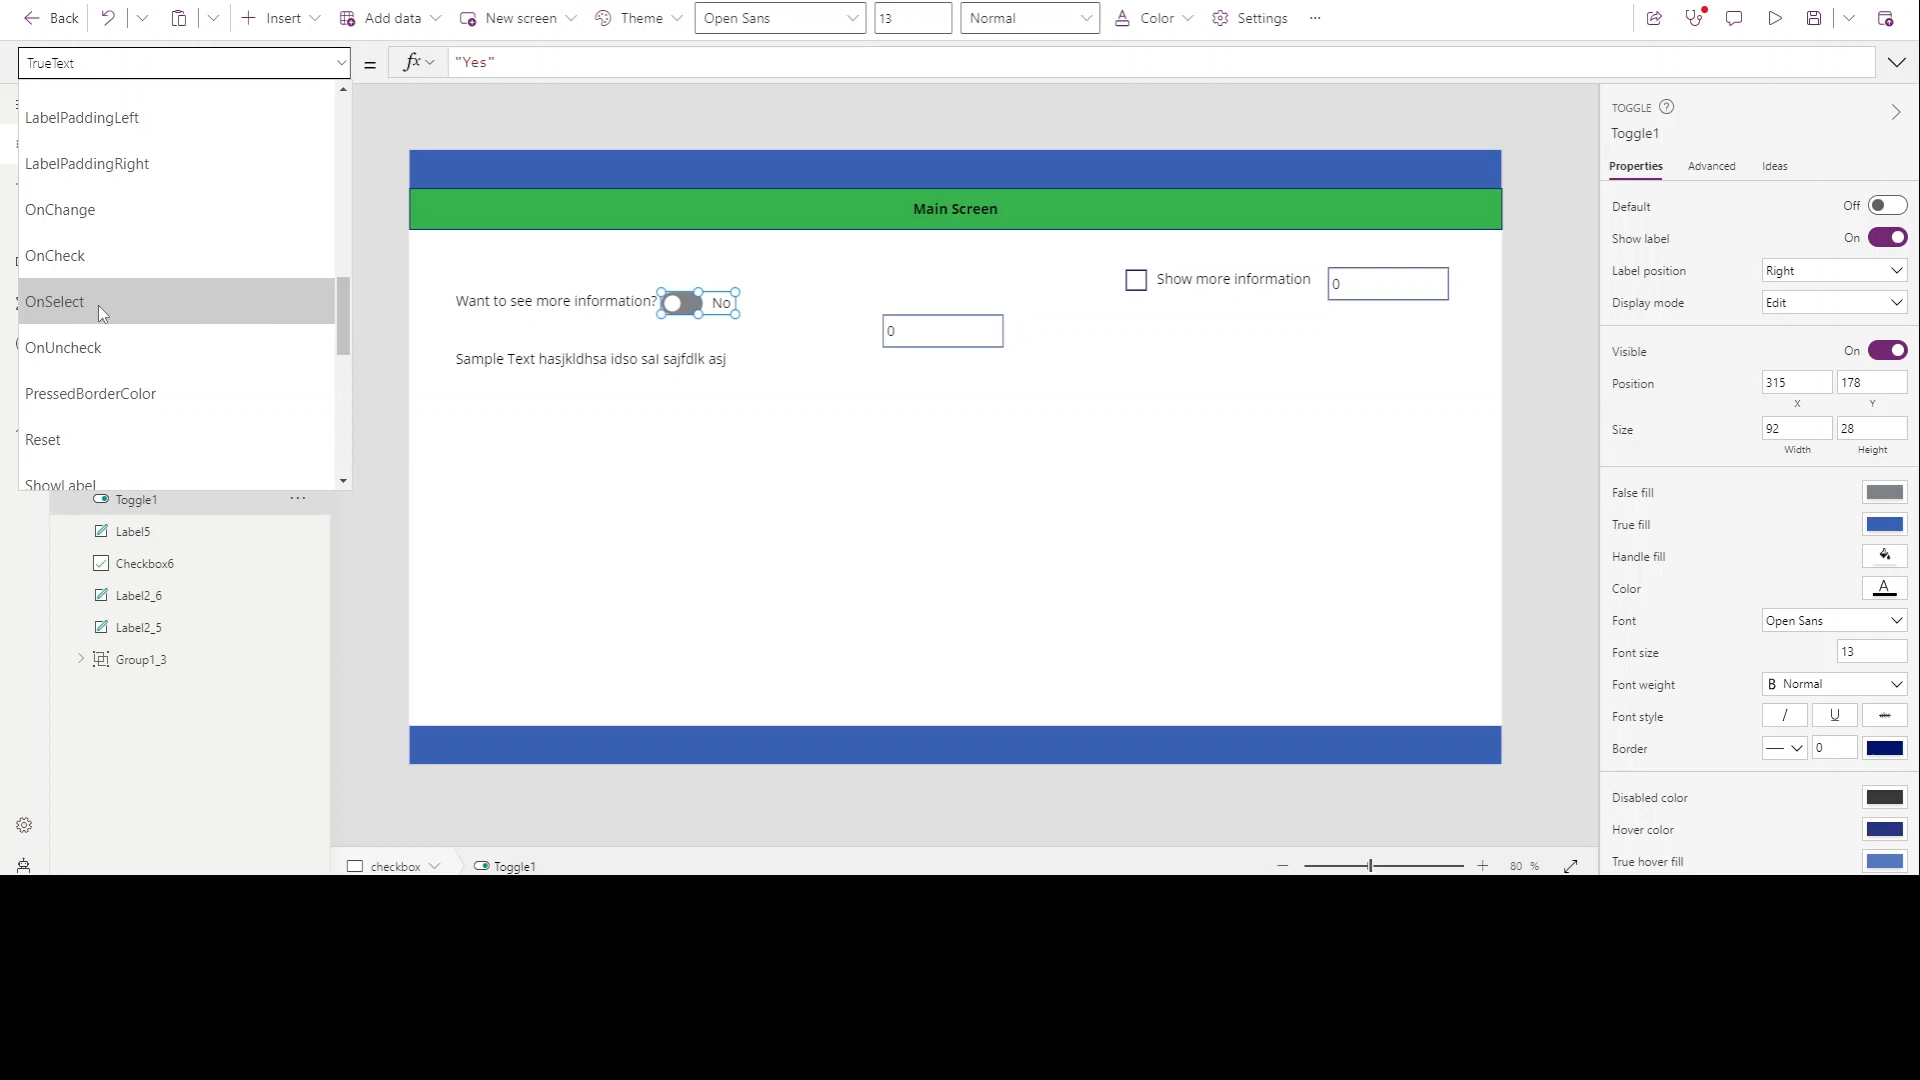 Back
Insert
Add data
New screen
Theme
Open Sans
13
Normal
Color
Settings
...
TrueText
=
fx
"Yes"
LabelPaddingLeft
LabelPaddingRight
OnChange
OnCheck
OnSelect
OnUncheck
PressedBorderColor
Reset
ShowLabel
Toggle1
...
Label5
Checkbox6
Label2_6
Label2_5
Group1_3
Main Screen
Want to see more information?
No
Sample Text hasjkldhsa idso sal sajfdlk asj
0
Show more information
0
checkbox
Toggle1
80 %
TOGGLE
Toggle1
Properties
Advanced
Ideas
Default
Off
Show label
On
Label position
Right
Display mode
Edit
Visible
On
Position
315
178
X
Y
Size
92
28
Width
Height
False fill
True fill
Handle fill
Color
A
Font
Open Sans
Font size
13
Font weight
B Normal
Font style
/
U
abc
Border
0
Disabled color
Hover color
True hover fill